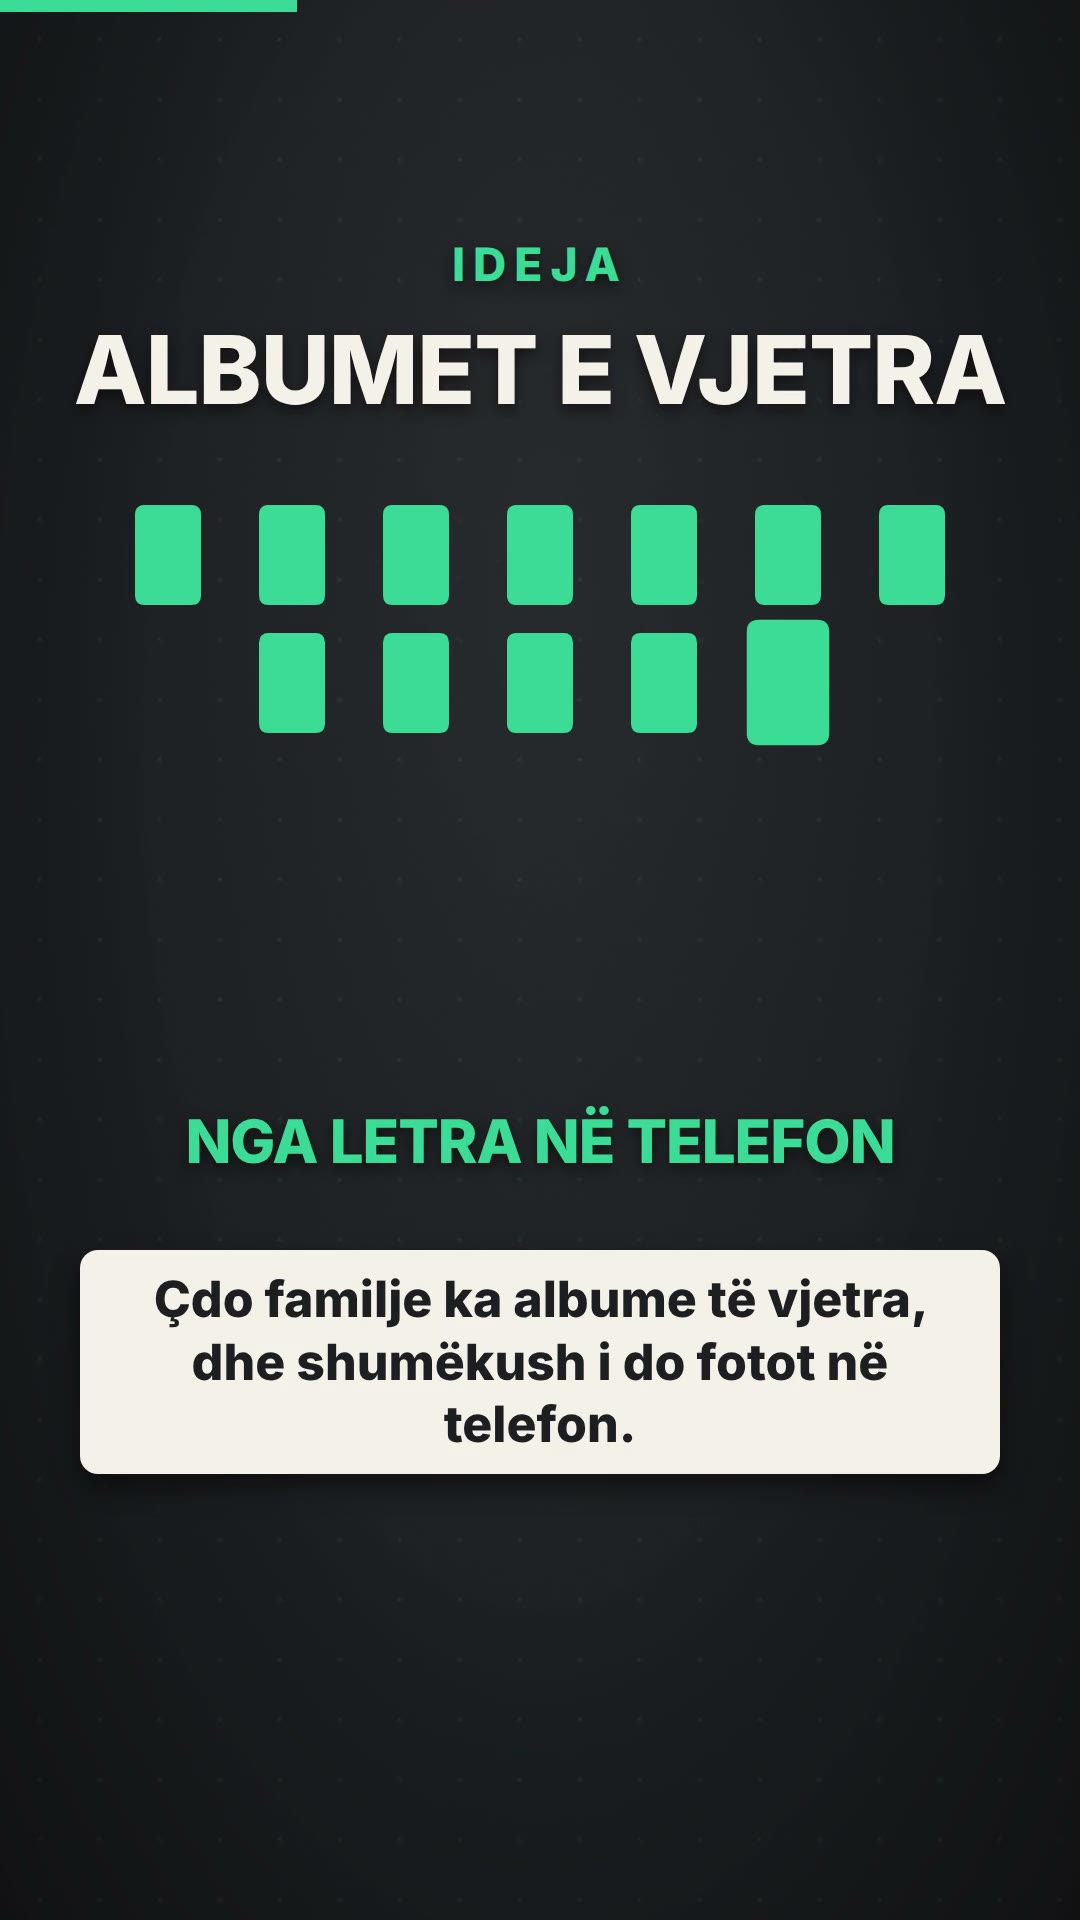 IDEJA
ALBUMET E VJETRA
NGA LETRA NË TELEFON
Çdo familje ka albume të vjetra,
dhe shumëkush i do fotot në
telefon.